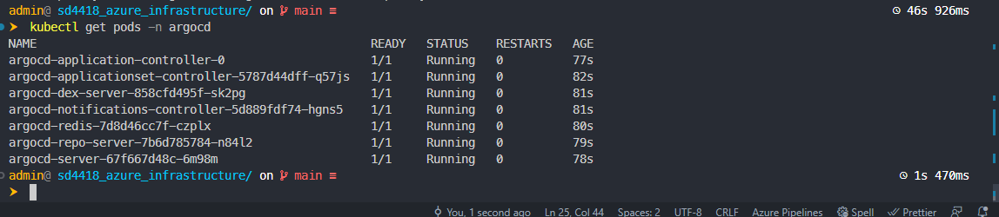 admin@ sd4418_azure_infrastructure/ on main ≡ 46s 926ms
❯ kubectl get pods -n argocd
NAME READY STATUS RESTARTS AGE
argocd-application-controller-0 1/1 Running 0 77s
argocd-applicationset-controller-5787d44dff-q57js 1/1 Running 0 82s
argocd-dex-server-858cfd495f-sk2pg 1/1 Running 0 81s
argocd-notifications-controller-5d889fdf74-hgns5 1/1 Running 0 81s
argocd-redis-7d8d46cc7f-czplx 1/1 Running 0 80s
argocd-repo-server-7b6d785784-n84l2 1/1 Running 0 79s
argocd-server-67f667d48c-6m98m 1/1 Running 0 78s
admin@ sd4418_azure_infrastructure/ on main ≡ 1s 470ms
❯
You, 1 second ago Ln 25, Col 44 Spaces: 2 UTF-8 CRLF Azure Pipelines Spell Prettier